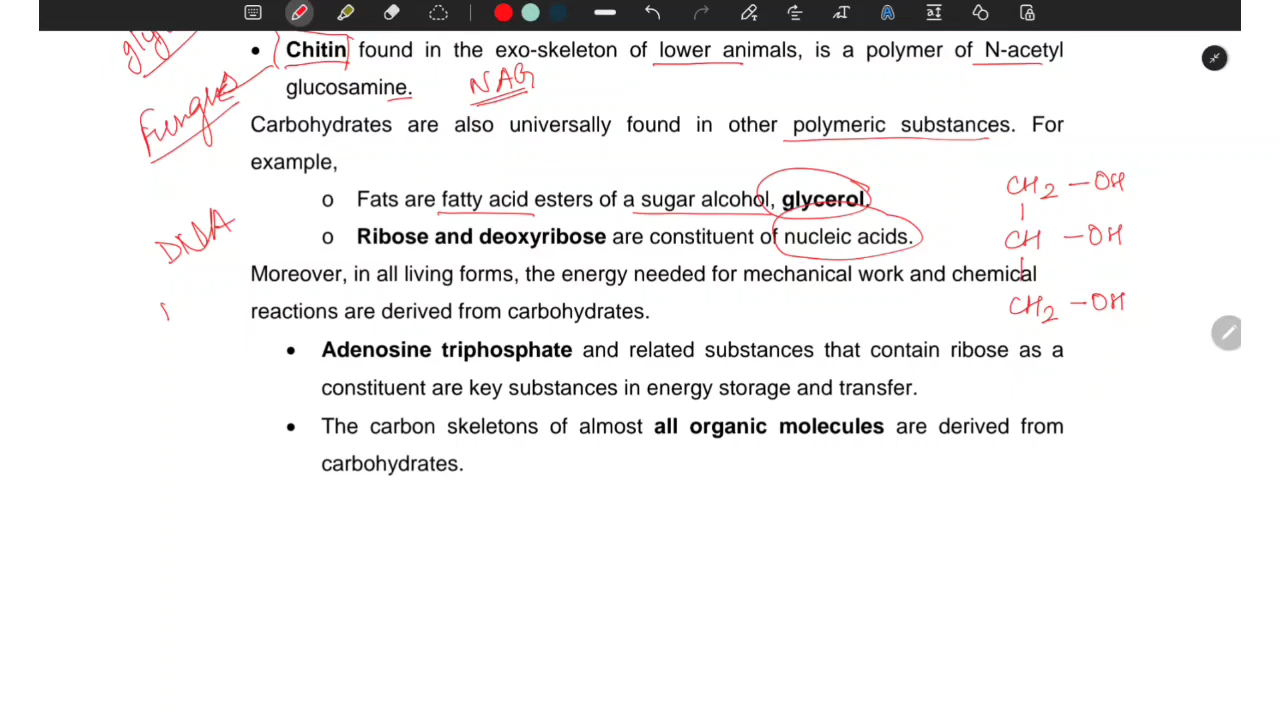 • Chitin found in the exo-skeleton of lower animals, is a polymer of N-acetyl
glucosamine.
NAG
Fungus
Carbohydrates are also universally found in other polymeric substances. For
example,
o Fats are fatty acid esters of a sugar alcohol, glycerol.
o Ribose and deoxyribose are constituent of nucleic acids.
CH2 - OH
CH - OH
CH2 - OH
DNA
Moreover, in all living forms, the energy needed for mechanical work and chemical
reactions are derived from carbohydrates.
• Adenosine triphosphate and related substances that contain ribose as a
constituent are key substances in energy storage and transfer.
• The carbon skeletons of almost all organic molecules are derived from
carbohydrates.